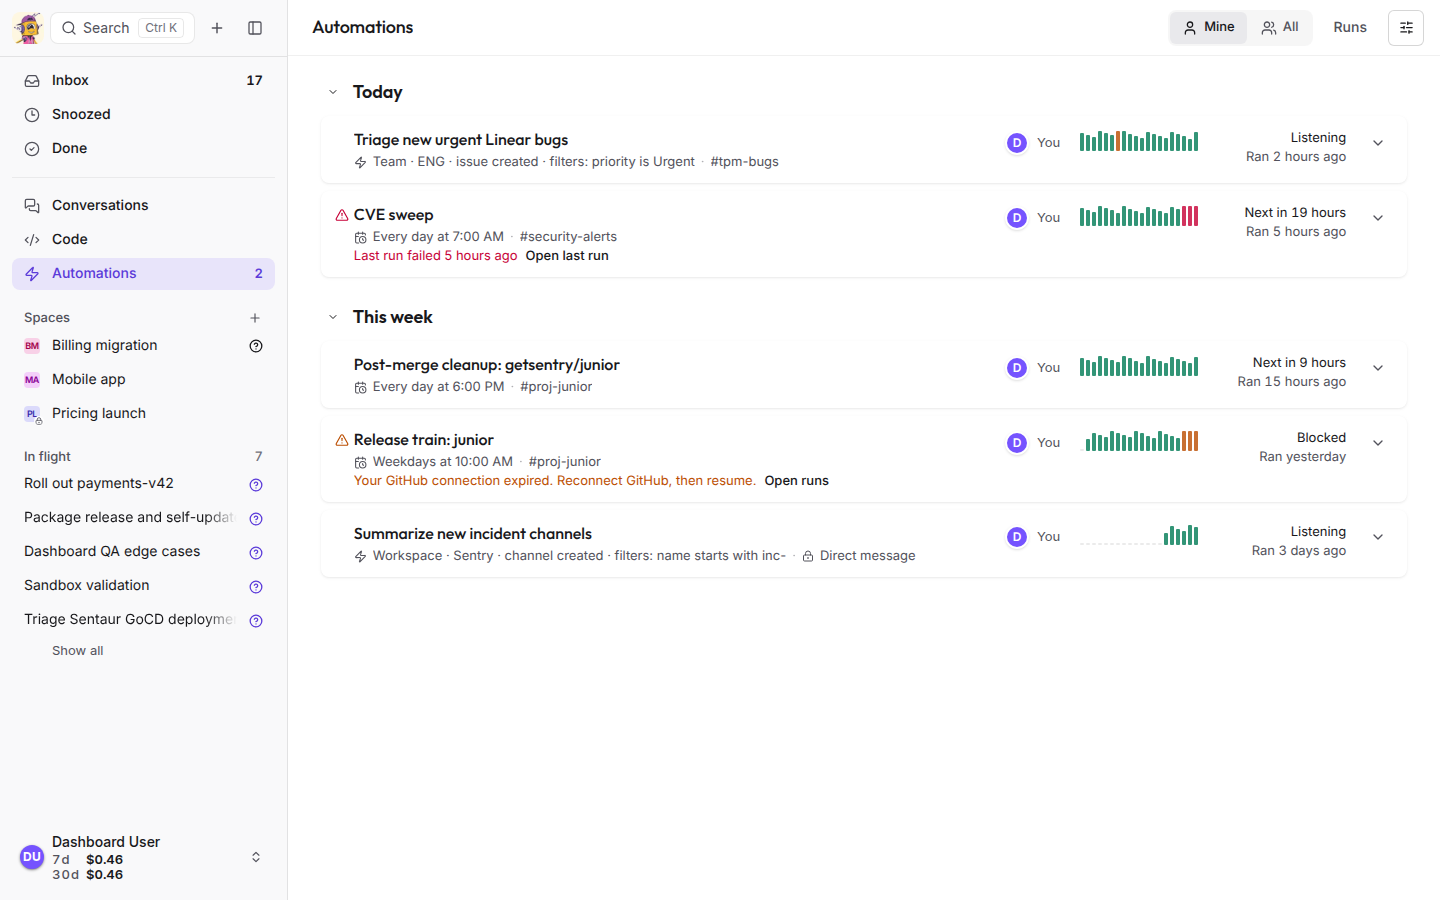 Search
Ctrl K
Inbox
17
Snoozed
Done
Conversations
Code
Automations
2
Spaces
BM
Billing migration
MA
Mobile app
PL
Pricing launch
In flight
7
Roll out payments-v42
Package release and self-updat
Dashboard QA edge cases
Sandbox validation
Triage Sentaur GoCD deployme
Show all
DU
Dashboard User
7d $0.46
30d $0.46
Automations
Mine
All
Runs
Today
Triage new urgent Linear bugs
Team · ENG · issue created · filters: priority is Urgent · #tpm-bugs
D
You
Listening
Ran 2 hours ago
CVE sweep
Every day at 7:00 AM · #security-alerts
Last run failed 5 hours ago Open last run
D
You
Next in 19 hours
Ran 5 hours ago
This week
Post-merge cleanup: getsentry/junior
Every day at 6:00 PM · #proj-junior
D
You
Next in 9 hours
Ran 15 hours ago
Release train: junior
Weekdays at 10:00 AM · #proj-junior
Your GitHub connection expired. Reconnect GitHub, then resume. Open runs
D
You
Blocked
Ran yesterday
Summarize new incident channels
Workspace · Sentry · channel created · filters: name starts with inc- · Direct message
D
You
Listening
Ran 3 days ago